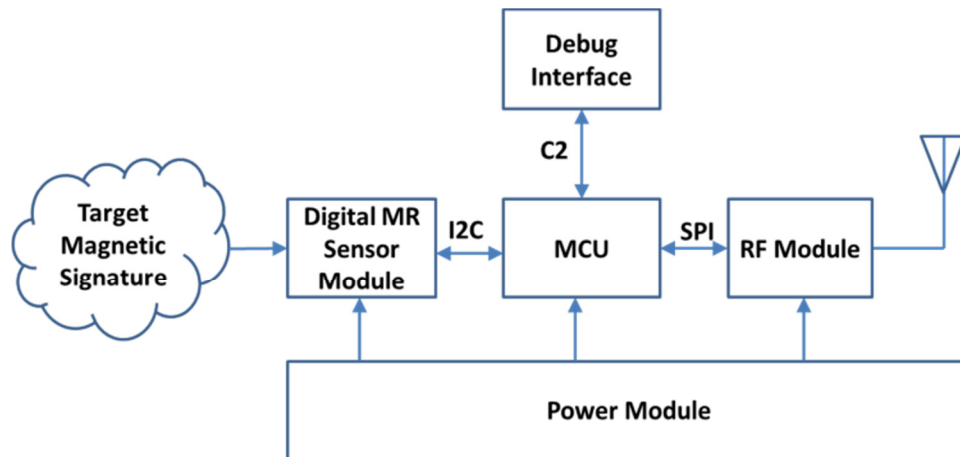 Debug
Interface
C2
Target
Magnetic
Signature
Digital MR
Sensor
Module
I2C
MCU
SPI
RF Module
Power Module